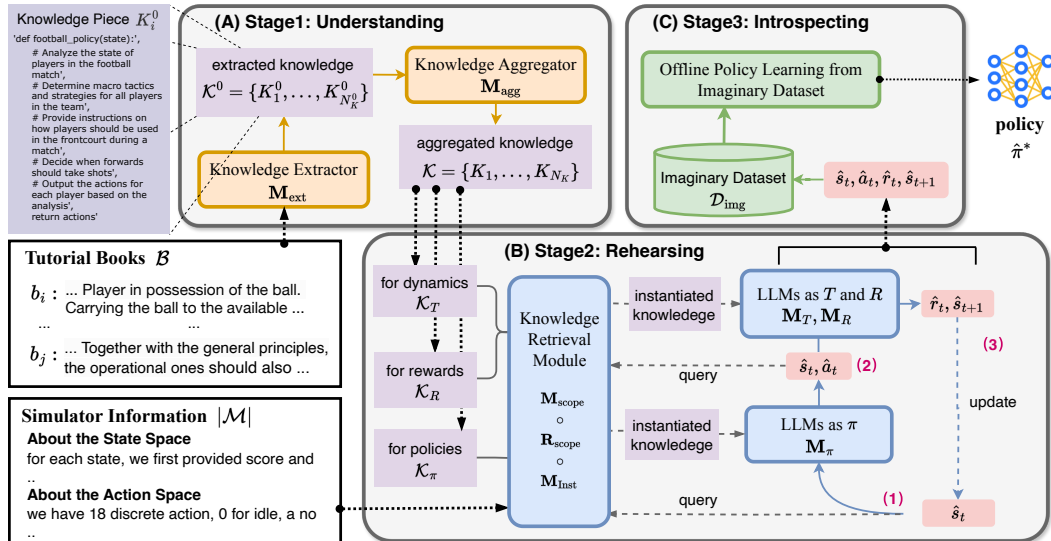 Knowledge Piece $K_i^0$
'def football_policy(state):',
# Analyze the state of
players in the football
match',
# Determine macro tactics
and strategies for all players
in the team',
# Provide instructions on
how players should be used
in the frontcourt during a
match',
# Decide when forwards
should take shots',
# Output the actions for
each player based on the
analysis',
return actions'
(A) Stage1: Understanding
extracted knowledge
$\mathcal{K}^0 = \{K_1^0, \ldots, K_{N_K^0}^0\}$
Knowledge Aggregator
$\mathbf{M}_{\text{agg}}$
Knowledge Extractor
$\mathbf{M}_{\text{ext}}$
aggregated knowledge
$\mathcal{K} = \{K_1, \ldots, K_{N_K}\}$
(C) Stage3: Introspecting
Offline Policy Learning from
Imaginary Dataset
Imaginary Dataset
$\mathcal{D}_{\text{img}}$
$\hat{s}_t, \hat{a}_t, \hat{r}_t, \hat{s}_{t+1}$
policy
$\hat{\pi}^*$
Tutorial Books $\mathcal{B}$
$b_i$ : ... Player in possession of the ball.
Carrying the ball to the available ...
... ...
$b_j$ : ... Together with the general principles,
the operational ones should also ...
Simulator Information $|\mathcal{M}|$
About the State Space
for each state, we first provided score and
..
About the Action Space
we have 18 discrete action, 0 for idle, a no
..
(B) Stage2: Rehearsing
for dynamics
$\mathcal{K}_T$
for rewards
$\mathcal{K}_R$
for policies
$\mathcal{K}_\pi$
Knowledge
Retrieval
Module
$\mathbf{M}_{\text{scope}}$
∘
$\mathbf{R}_{\text{scope}}$
∘
$\mathbf{M}_{\text{Inst}}$
instantiated
knowledege
LLMs as $T$ and $R$
$\mathbf{M}_T, \mathbf{M}_R$
$\hat{r}_t, \hat{s}_{t+1}$
(3)
query
$\hat{s}_t, \hat{a}_t$
(2)
update
instantiated
knowledege
LLMs as $\pi$
$\mathbf{M}_\pi$
query
(1)
$\hat{s}_t$